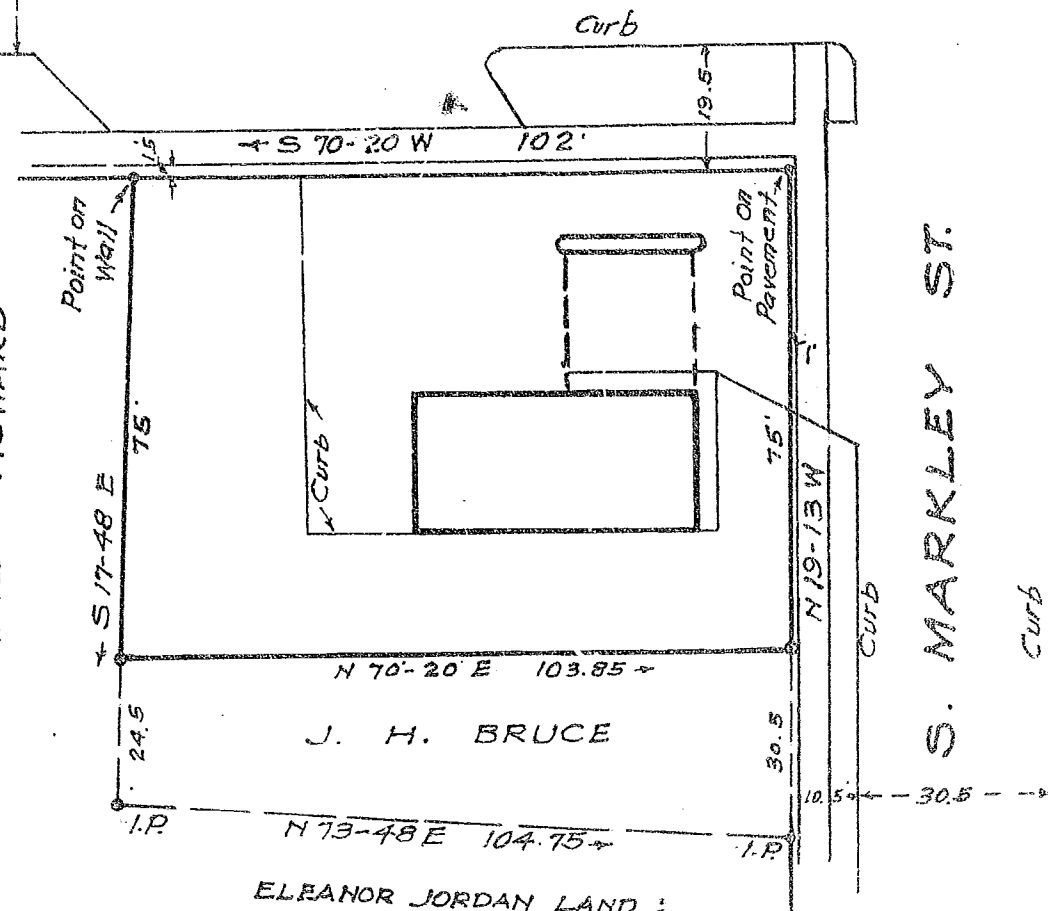 Curb
19.5
S 70-20 W 102'
1.5'
Point on
Wall
Point on
Pavement
S. MARKLEY ST.
75'
75'
Curb
S 17-48 E
N 19-13 W
Curb
Curb
N 70-20 E 103.85
24.5
J. H. BRUCE
30.5
10.5 30.5
I.P.
N 73-48 E 104.75
I.P.
ELEANOR JORDAN LAND